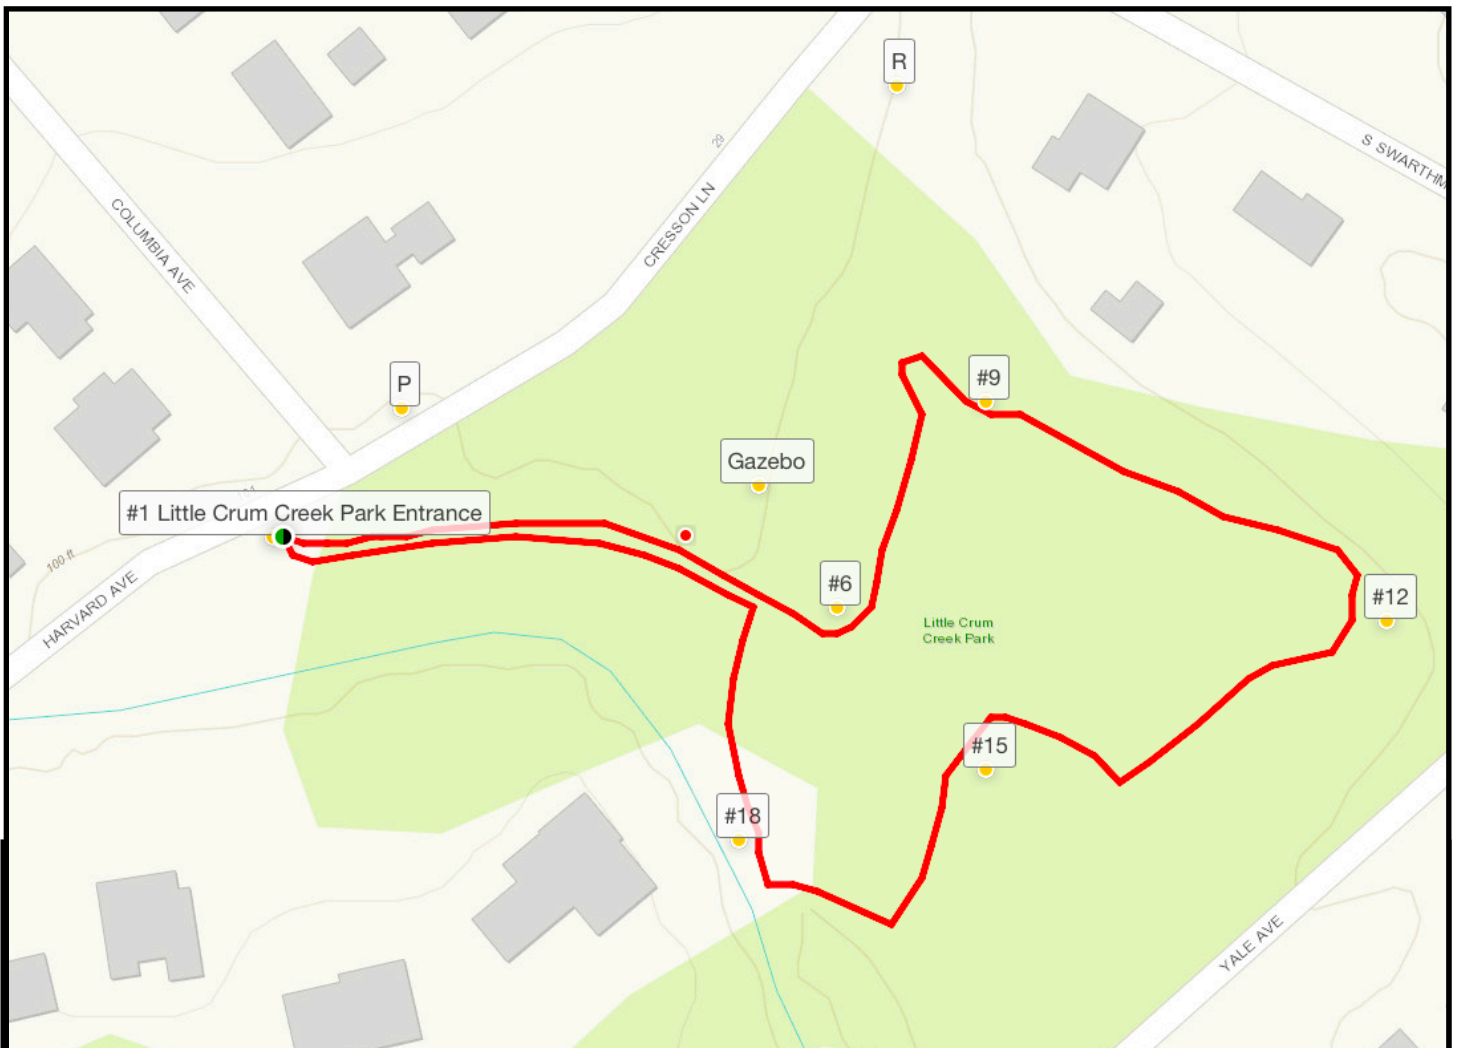 R
S SWARTHM
29
COLUMBIA AVE
CRESSON LN
P
#9
Gazebo
#1 Little Crum Creek Park Entrance
100 ft
#6
#12
HARVARD AVE
Little Crum
Creek Park
#15
#18
YALE AVE